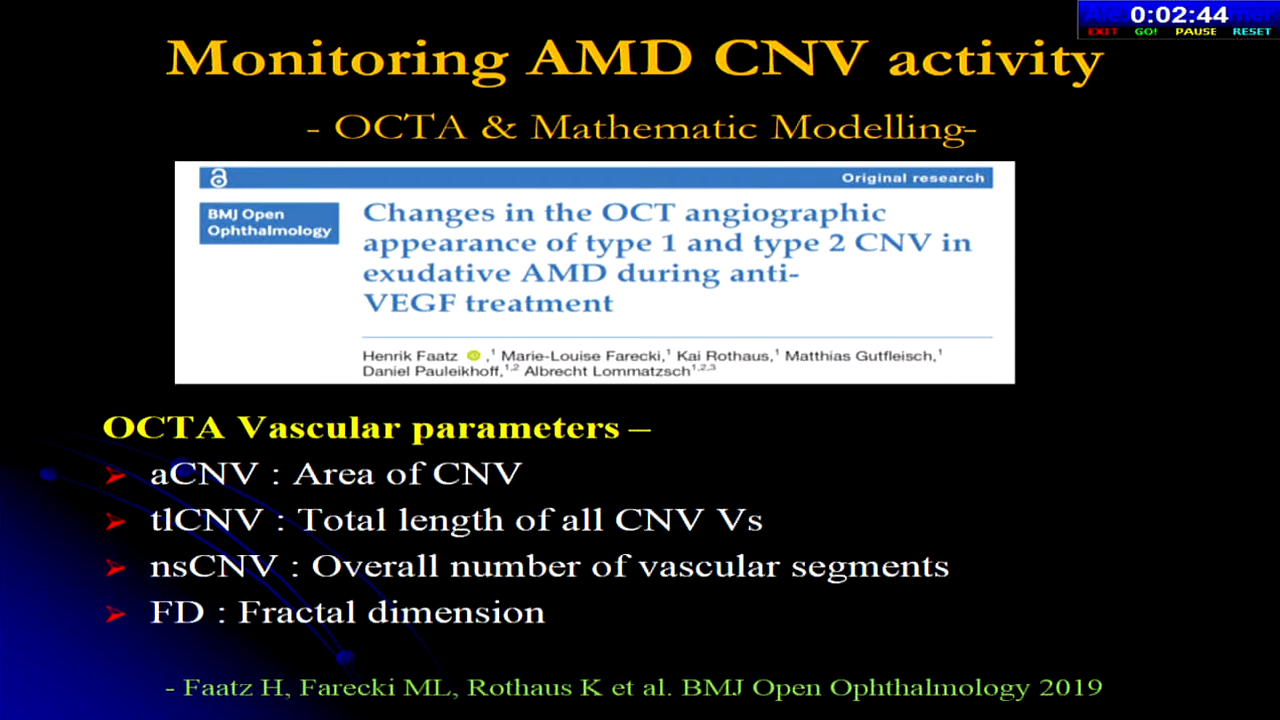 0:02:44
EXIT GO! PAUSE RESET
Monitoring AMD CNV activity
- OCTA & Mathematic Modelling-
Original research
BMJ Open
Ophthalmology
Changes in the OCT angiographic
appearance of type 1 and type 2 CNV in
exudative AMD during anti-
VEGF treatment
Henrik Faatz ,1 Marie-Louise Farecki,1 Kai Rothaus,1 Matthias Gutfleisch,1
Daniel Pauleikhoff,1,2 Albrecht Lommatzsch1,2,3
OCTA Vascular parameters –
➤ aCNV : Area of CNV
➤ tlCNV : Total length of all CNV Vs
➤ nsCNV : Overall number of vascular segments
➤ FD : Fractal dimension
- Faatz H, Farecki ML, Rothaus K et al. BMJ Open Ophthalmology 2019